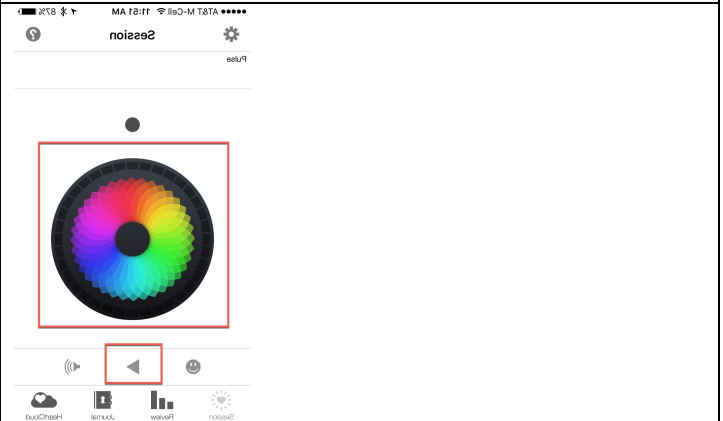 ●●●●● AT&T M-Cell 11:51 AM 87%
Session
Pulse
Session Review Journal HeartCloud